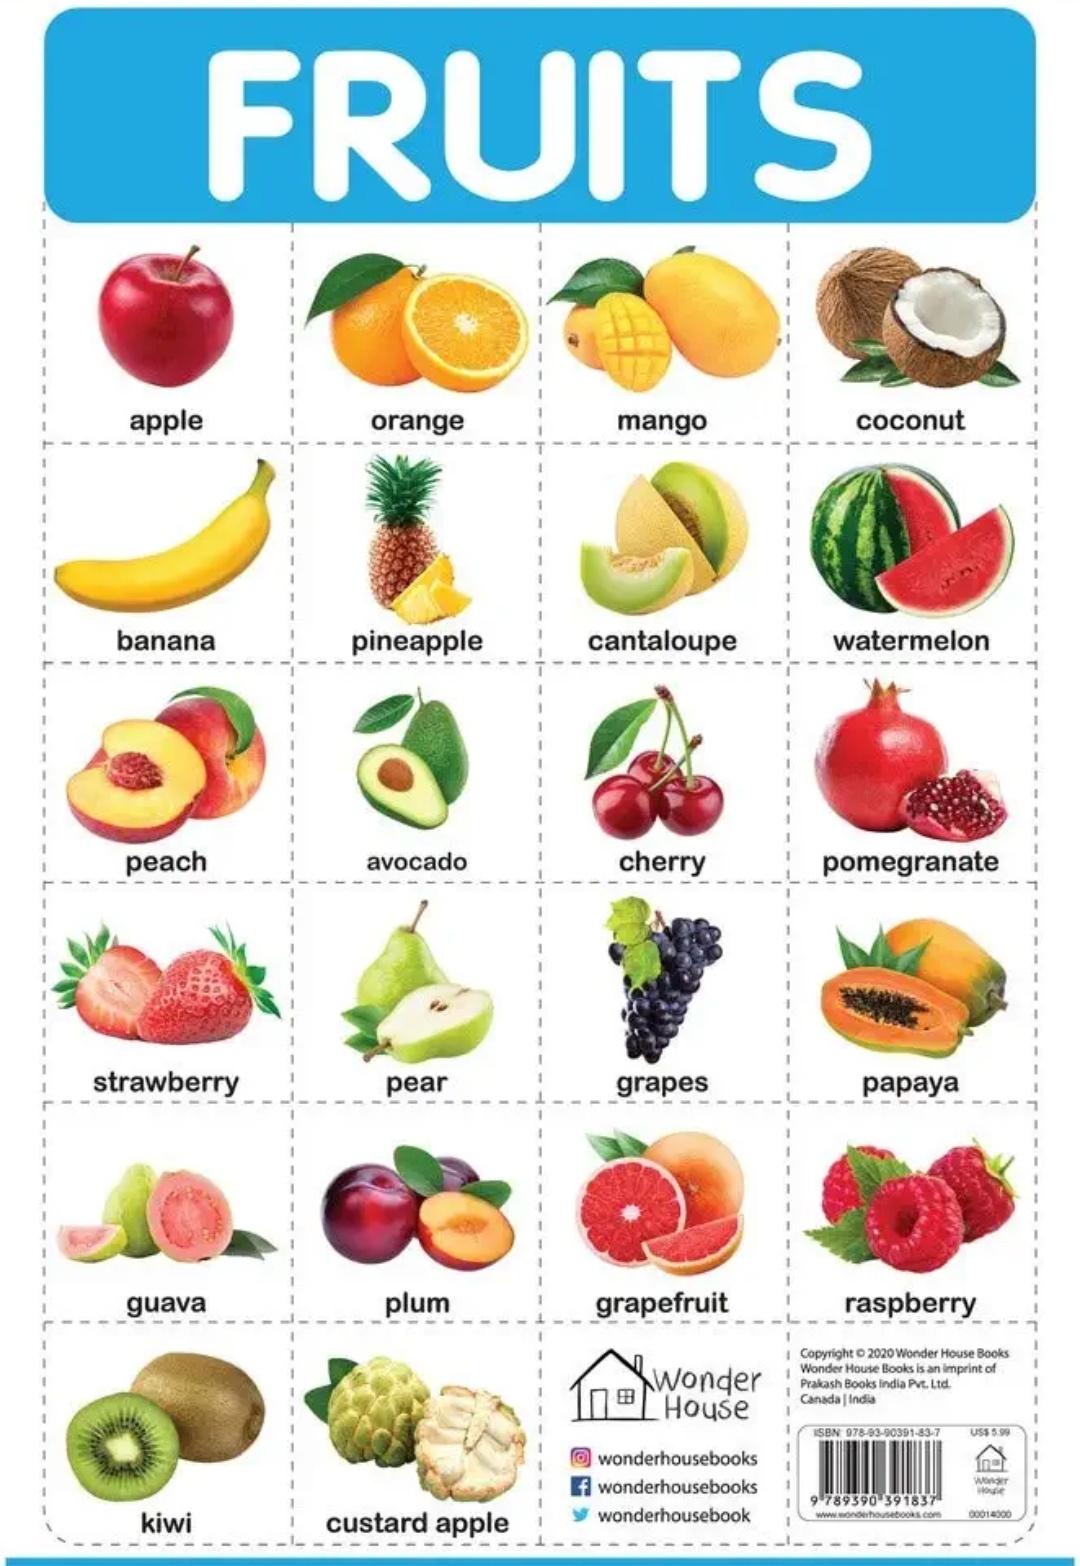 FRUITS
apple
orange
mango
coconut
banana
pineapple
cantaloupe
watermelon
peach
avocado
cherry
pomegranate
strawberry
pear
grapes
papaya
guava
plum
grapefruit
raspberry
kiwi
custard apple
Wonder
House
wonderhousebooks
wonderhousebooks
wonderhousebook
Copyright © 2020 Wonder House Books
Wonder House Books is an imprint of
Prakash Books India Pvt. Ltd.
Canada | India
ISBN: 978-93-90391-83-7
US$ 5.99
Wonder
House
9 789390 391837
www.wonderhousebooks.com
00014000